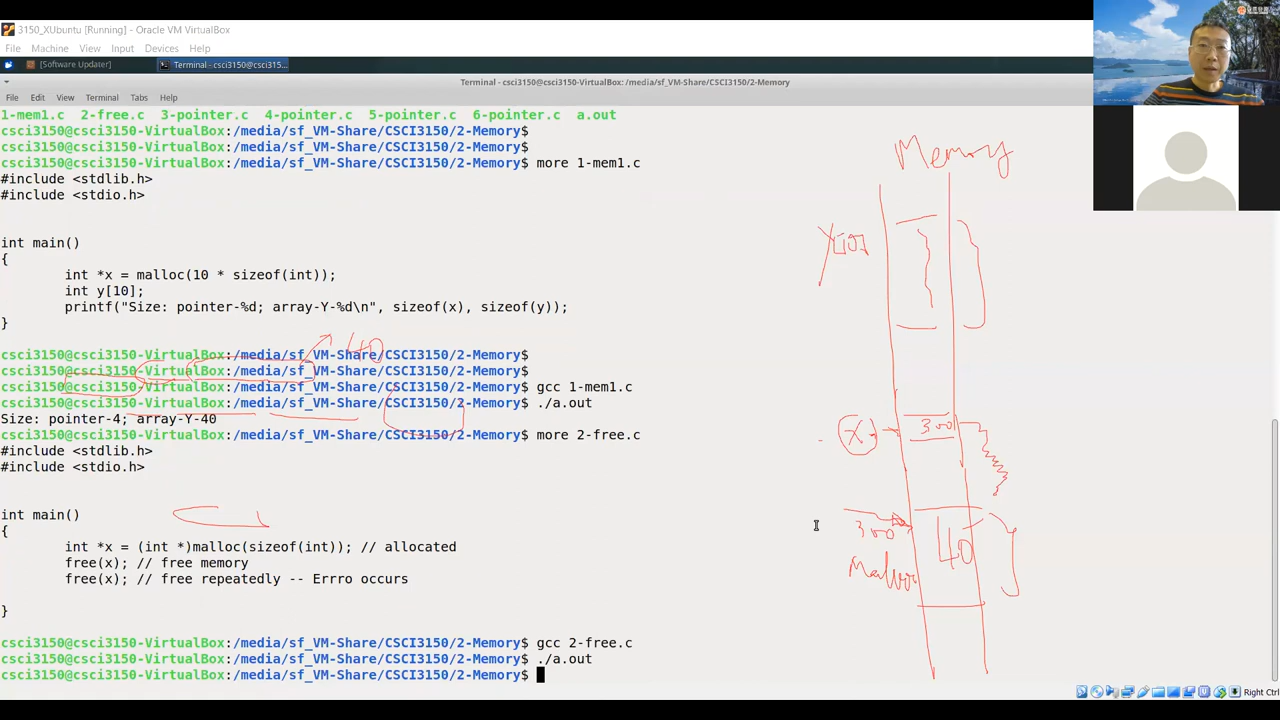 3150_XUbuntu [Running] - Oracle VM VirtualBox
File Machine View Input Devices Help
[Software Updater] Terminal - csci3150@csci315...
Terminal - csci3150@csci3150-VirtualBox: /media/sf_VM-Share/CSCI3150/2-Memory
File Edit View Terminal Tabs Help
1-mem1.c 2-free.c 3-pointer.c 4-pointer.c 5-pointer.c 6-pointer.c a.out
csci3150@csci3150-VirtualBox:/media/sf_VM-Share/CSCI3150/2-Memory$
csci3150@csci3150-VirtualBox:/media/sf_VM-Share/CSCI3150/2-Memory$
csci3150@csci3150-VirtualBox:/media/sf_VM-Share/CSCI3150/2-Memory$ more 1-mem1.c
#include <stdlib.h>
#include <stdio.h>
int main()
{
int *x = malloc(10 * sizeof(int));
int y[10];
printf("Size: pointer-%d; array-Y-%d\n", sizeof(x), sizeof(y));
}
csci3150@csci3150-VirtualBox:/media/sf_VM-Share/CSCI3150/2-Memory$
csci3150@csci3150-VirtualBox:/media/sf_VM-Share/CSCI3150/2-Memory$
csci3150@csci3150-VirtualBox:/media/sf_VM-Share/CSCI3150/2-Memory$ gcc 1-mem1.c
csci3150@csci3150-VirtualBox:/media/sf_VM-Share/CSCI3150/2-Memory$ ./a.out
Size: pointer-4; array-Y-40
csci3150@csci3150-VirtualBox:/media/sf_VM-Share/CSCI3150/2-Memory$ more 2-free.c
#include <stdlib.h>
#include <stdio.h>
int main()
{
int *x = (int *)malloc(sizeof(int)); // allocated
free(x); // free memory
free(x); // free repeatedly -- Errro occurs
}
csci3150@csci3150-VirtualBox:/media/sf_VM-Share/CSCI3150/2-Memory$ gcc 2-free.c
csci3150@csci3150-VirtualBox:/media/sf_VM-Share/CSCI3150/2-Memory$ ./a.out
csci3150@csci3150-VirtualBox:/media/sf_VM-Share/CSCI3150/2-Memory$
40
Memory
Y[10]
X
300
300
40
Malloc
Right Ctrl